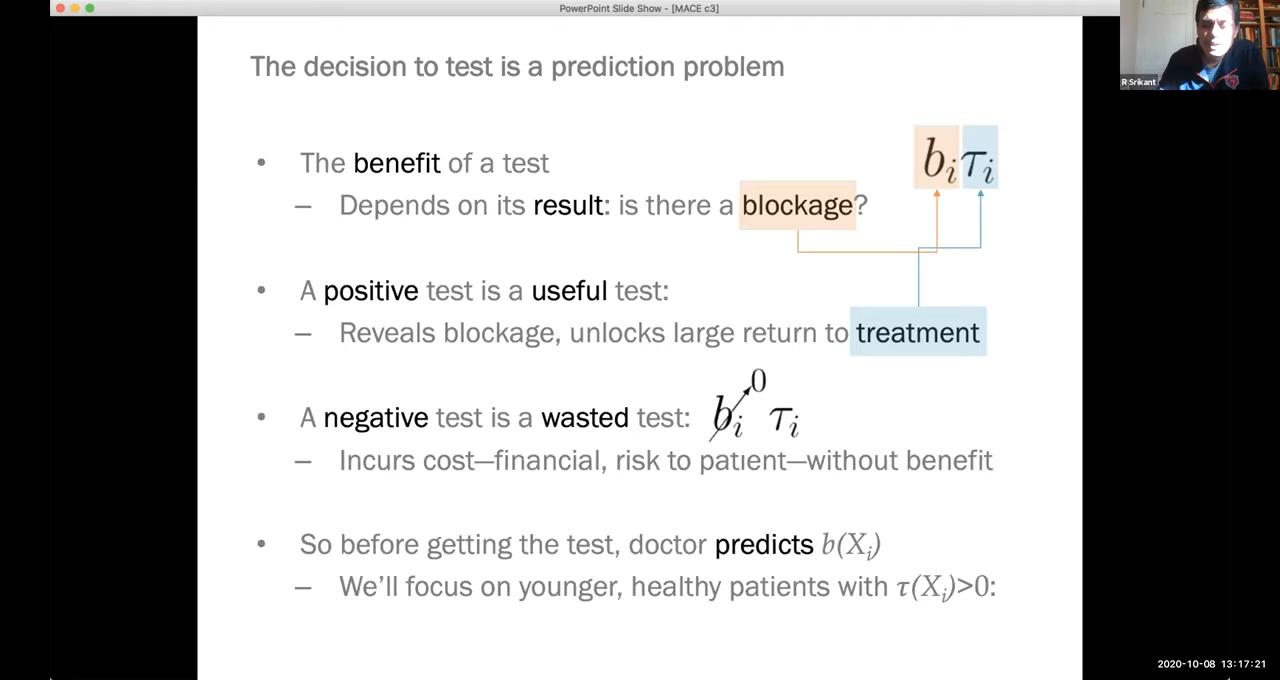 PowerPoint Slide Show - [MACE c3]
R Srikant
The decision to test is a prediction problem
• The benefit of a test
– Depends on its result: is there a blockage?
bᵢτᵢ
• A positive test is a useful test:
– Reveals blockage, unlocks large return to treatment
• A negative test is a wasted test: bᵢ 0 τᵢ
– Incurs cost—financial, risk to patient—without benefit
• So before getting the test, doctor predicts b(Xᵢ)
– We’ll focus on younger, healthy patients with τ(Xᵢ)>0:
2020-10-08 13:17:21